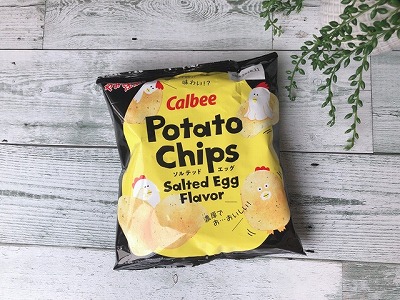 味わい!?
Calbee
Potato
Chips
ソルテッド エッグ
Salted Egg
Flavor
濃厚で
お…おいしい!